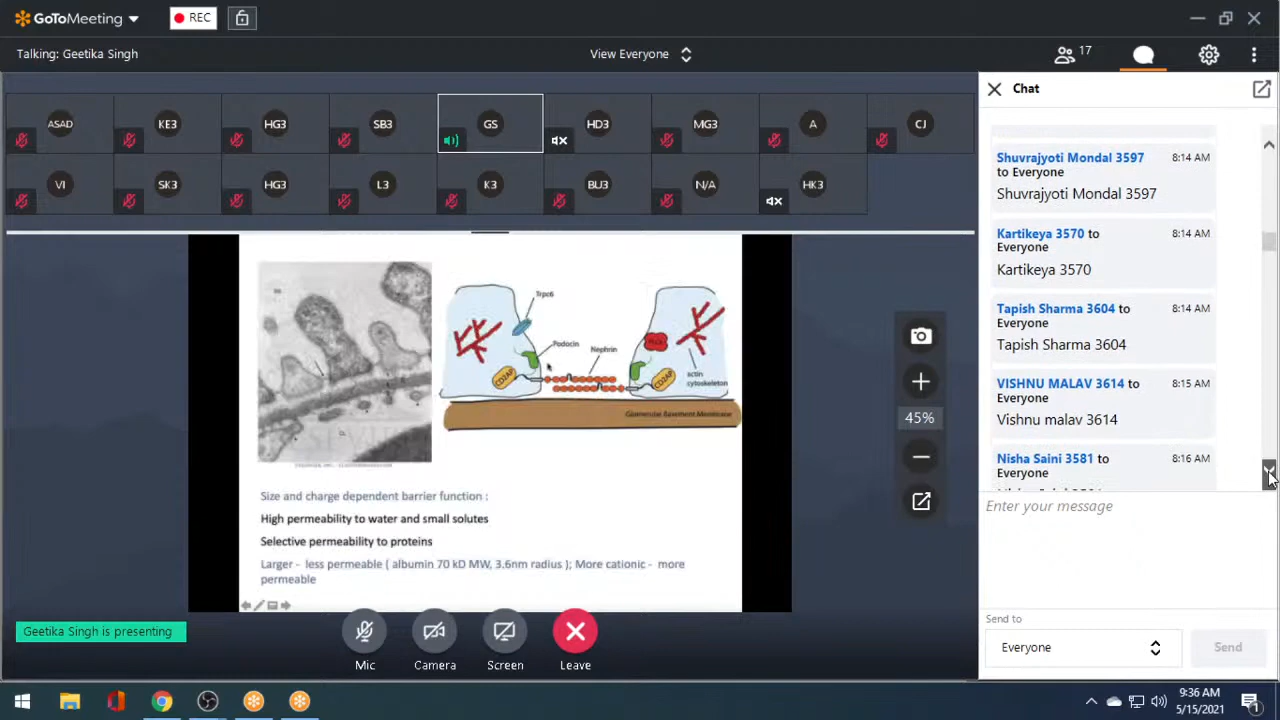 GoToMeeting
REC
Talking: Geetika Singh
View Everyone
17
ASAD
KE3
HG3
SB3
GS
HD3
MG3
A
CJ
VI
SK3
HG3
L3
K3
BU3
N/A
HK3
Trpc6
Podocin
Nephrin
PLCe
CD2AP
CD2AP
actin
cytoskeleton
Glomerular Basement Membrane
Size and charge dependent barrier function :
High permeability to water and small solutes
Selective permeability to proteins
Larger - less permeable ( albumin 70 kD MW, 3.6nm radius ); More cationic - more
permeable
45%
Geetika Singh is presenting
Mic
Camera
Screen
Leave
Chat
Shuvrajyoti Mondal 3597 8:14 AM
to Everyone
Shuvrajyoti Mondal 3597
Kartikeya 3570 to 8:14 AM
Everyone
Kartikeya 3570
Tapish Sharma 3604 to 8:14 AM
Everyone
Tapish Sharma 3604
VISHNU MALAV 3614 to 8:15 AM
Everyone
Vishnu malav 3614
Nisha Saini 3581 to 8:16 AM
Everyone
Enter your message
Send to
Everyone
Send
9:36 AM
5/15/2021
1